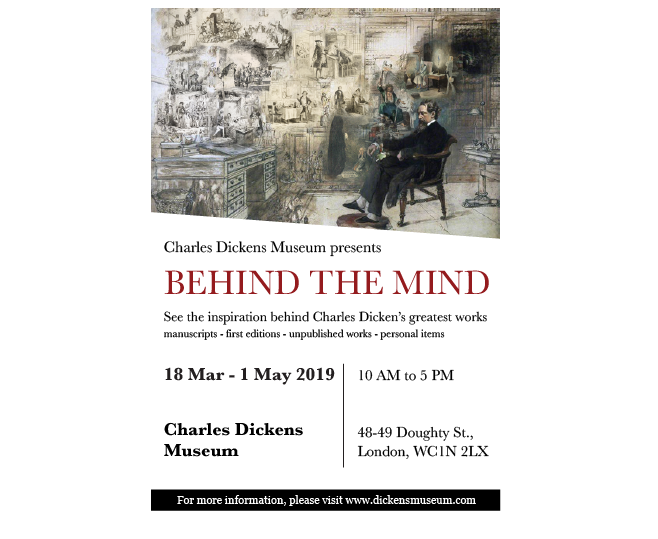 Charles Dickens Museum presents
BEHIND THE MIND
See the inspiration behind Charles Dicken's greatest works
manuscripts - first editions - unpublished works - personal items
18 Mar - 1 May 2019
10 AM to 5 PM
Charles Dickens
Museum
48-49 Doughty St.,
London, WC1N 2LX
For more information, please visit www.dickensmuseum.com